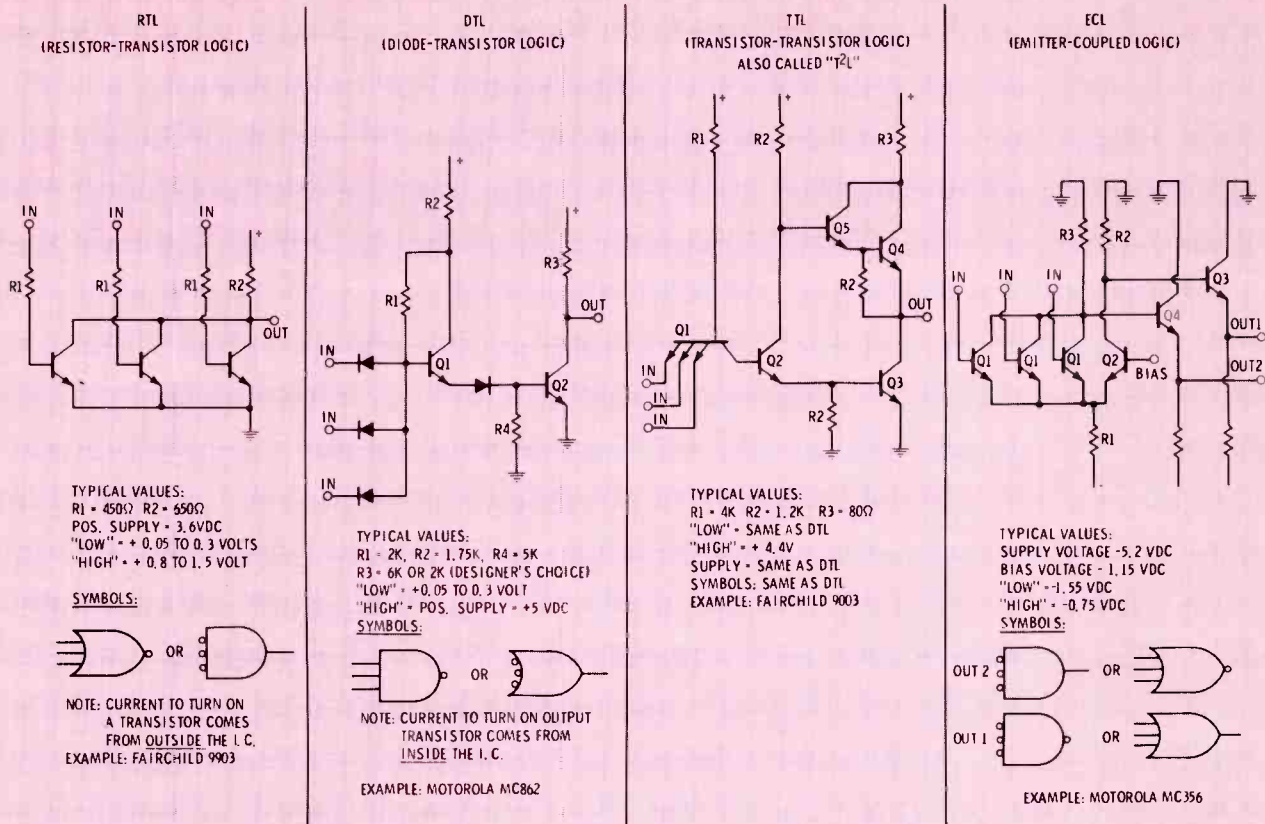 RTL
(RESISTOR-TRANSISTOR LOGIC)
IN
IN
IN
+
R1
R1
R1
R2
OUT
TYPICAL VALUES:
R1 = 450Ω R2 = 650Ω
POS. SUPPLY = 3.6VDC
"LOW" = + 0.05 TO 0.3 VOLTS
"HIGH" = + 0.8 TO 1.5 VOLT
SYMBOLS:
OR
NOTE: CURRENT TO TURN ON
A TRANSISTOR COMES
FROM OUTSIDE THE I.C.
EXAMPLE: FAIRCHILD 9903
DTL
(DIODE-TRANSISTOR LOGIC)
+
R2
+
R3
R1
OUT
IN
Q1
Q2
IN
R4
IN
TYPICAL VALUES:
R1 = 2K, R2 = 1.75K, R4 = 5K
R3 = 6K OR 2K (DESIGNER'S CHOICE)
"LOW" = +0.05 TO 0.3 VOLT
"HIGH" = POS. SUPPLY = +5 VDC
SYMBOLS:
OR
NOTE: CURRENT TO TURN ON OUTPUT
TRANSISTOR COMES FROM
INSIDE THE I.C.
EXAMPLE: MOTOROLA MC862
TTL
(TRANSISTOR-TRANSISTOR LOGIC)
ALSO CALLED "T²L"
+
+
+
R1
R2
R3
Q5
Q4
R2
OUT
Q1
Q2
Q3
IN
IN
IN
R2
TYPICAL VALUES:
R1 = 4K R2 = 1.2K R3 = 80Ω
"LOW" = SAME AS DTL
"HIGH" = + 4.4V
SUPPLY = SAME AS DTL
SYMBOLS: SAME AS DTL
EXAMPLE: FAIRCHILD 9003
ECL
(EMITTER-COUPLED LOGIC)
R3
R2
IN
IN
IN
Q3
Q4
OUT1
Q1
Q1
Q1
Q2
BIAS
OUT2
R1
TYPICAL VALUES:
SUPPLY VOLTAGE -5.2 VDC
BIAS VOLTAGE - 1.15 VDC
"LOW" = -1.55 VDC
"HIGH" = -0.75 VDC
SYMBOLS:
OUT 2
OR
OUT 1
OR
EXAMPLE: MOTOROLA MC356